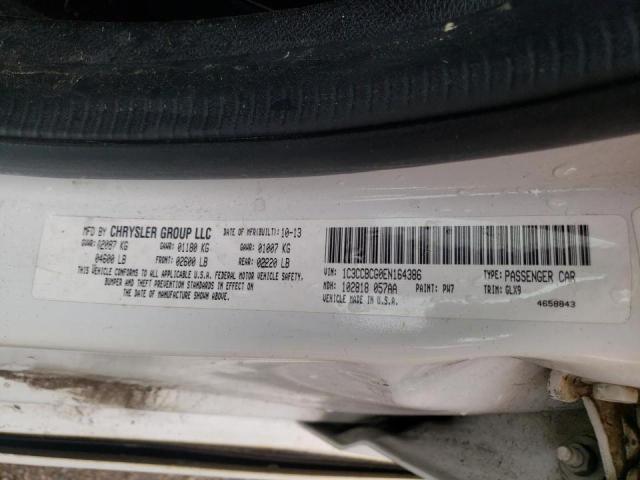 MFD BY CHRYSLER GROUP LLC DATE OF MFR(BUILT): 10-13
GVWR: 02087 KG GAWR: 01180 KG GAWR: 01007 KG
04600 LB FRONT: 02600 LB REAR: 02220 LB
THIS VEHICLE CONFORMS TO ALL APPLICABLE U.S.A. FEDERAL MOTOR VEHICLE SAFETY,
BUMPER AND THEFT PREVENTION STANDARDS IN EFFECT ON
THE DATE OF MANUFACTURE SHOWN ABOVE.
VIN: 1C3CCBCG0EN164386 TYPE: PASSENGER CAR
MDH: 102818 057AA PAINT: PW7 TRIM: GLX9
VEHICLE MADE IN U.S.A. 4658843